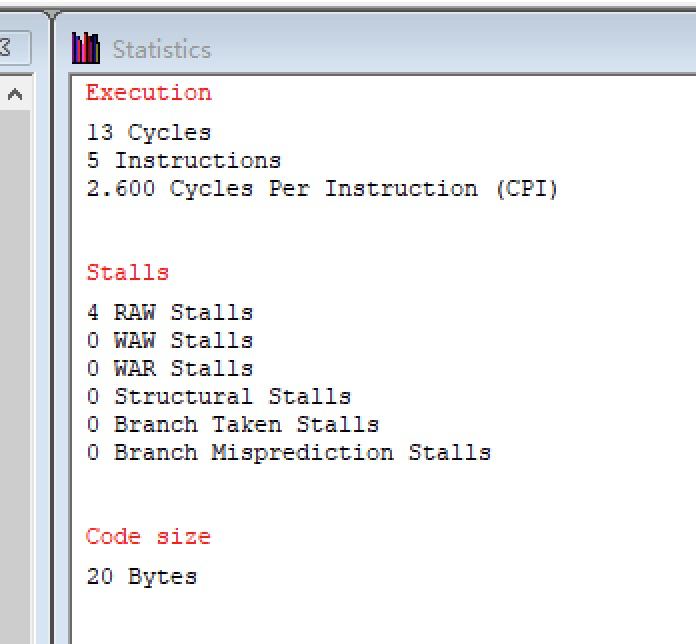 Statistics
Execution
13 Cycles
5 Instructions
2.600 Cycles Per Instruction (CPI)
Stalls
4 RAW Stalls
0 WAW Stalls
0 WAR Stalls
0 Structural Stalls
0 Branch Taken Stalls
0 Branch Misprediction Stalls
Code size
20 Bytes